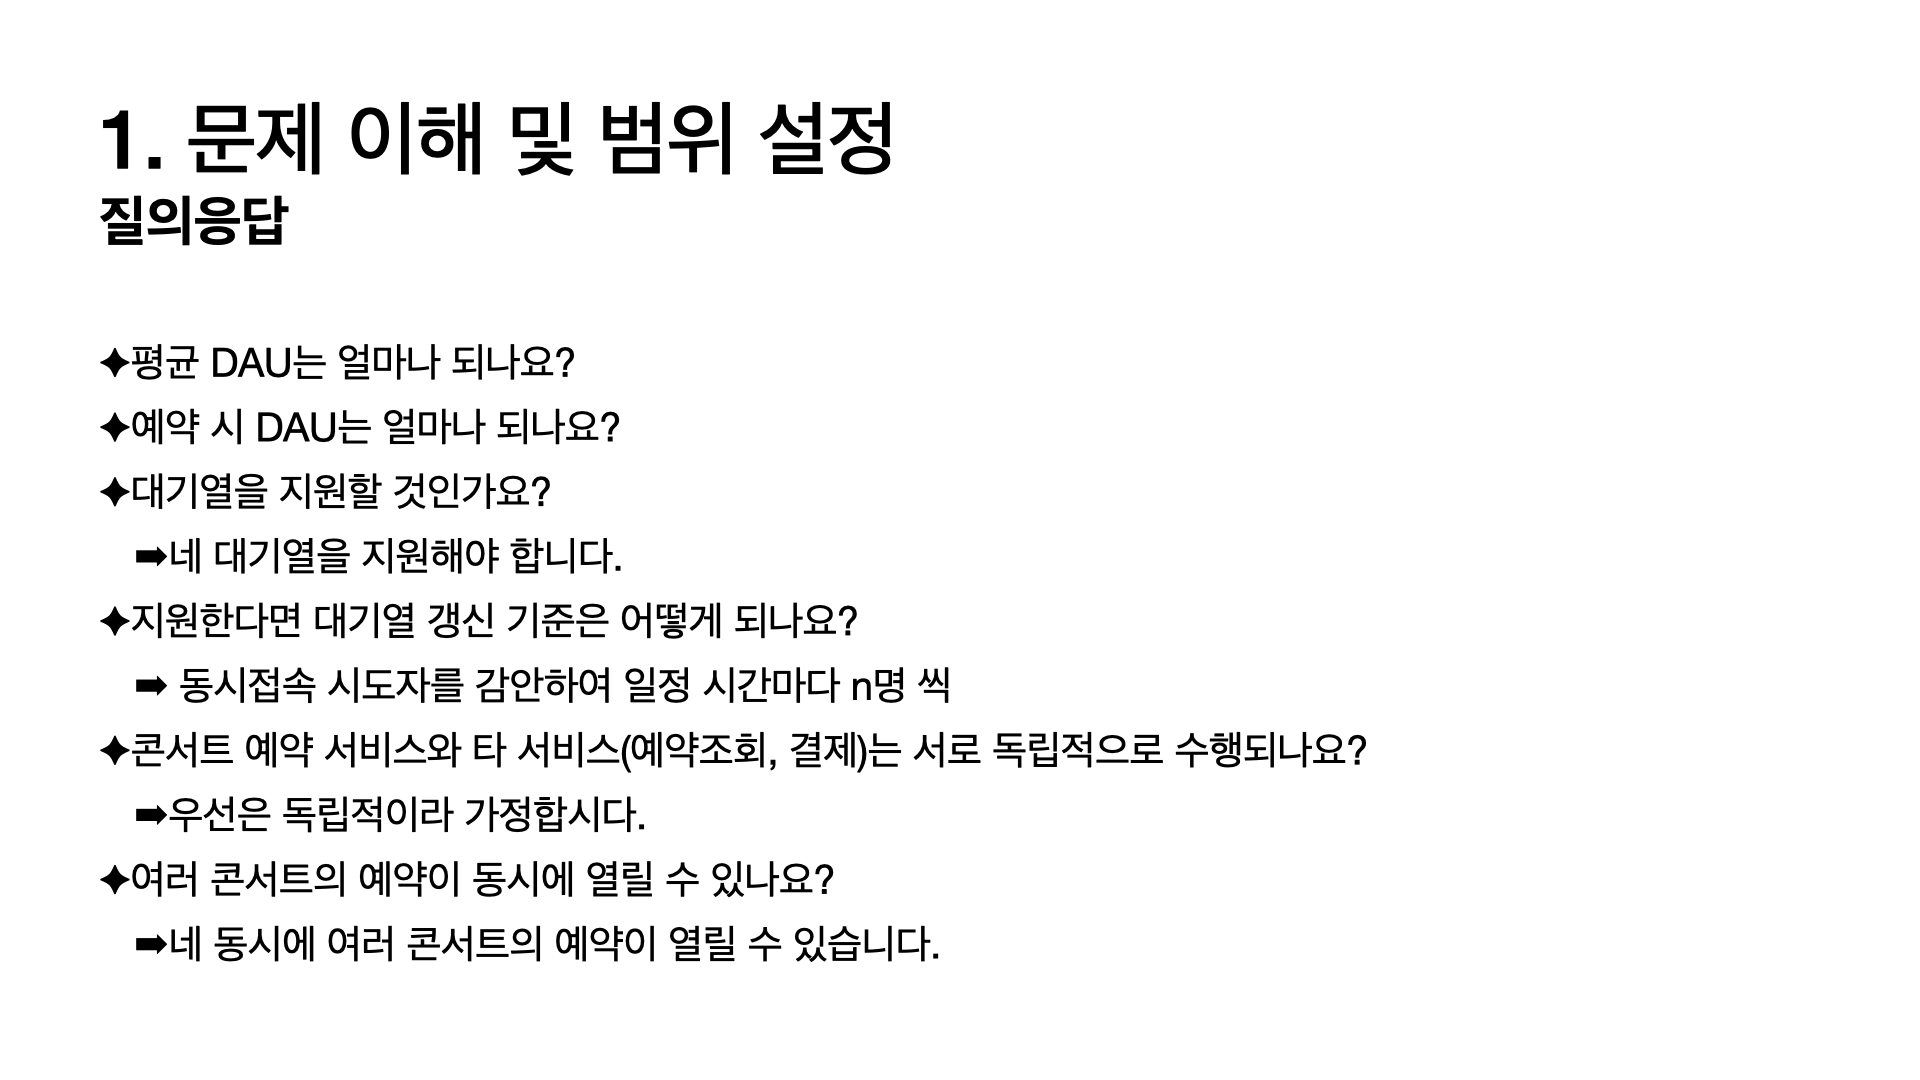 1. 문제 이해 및 범위 설정
질의응답
✦평균 DAU는 얼마나 되나요?
✦예약 시 DAU는 얼마나 되나요?
✦대기열을 지원할 것인가요?
➡네 대기열을 지원해야 합니다.
✦지원한다면 대기열 갱신 기준은 어떻게 되나요?
➡ 동시접속 시도자를 감안하여 일정 시간마다 n명 씩
✦콘서트 예약 서비스와 타 서비스(예약조회, 결제)는 서로 독립적으로 수행되나요?
➡우선은 독립적이라 가정합시다.
✦여러 콘서트의 예약이 동시에 열릴 수 있나요?
➡네 동시에 여러 콘서트의 예약이 열릴 수 있습니다.